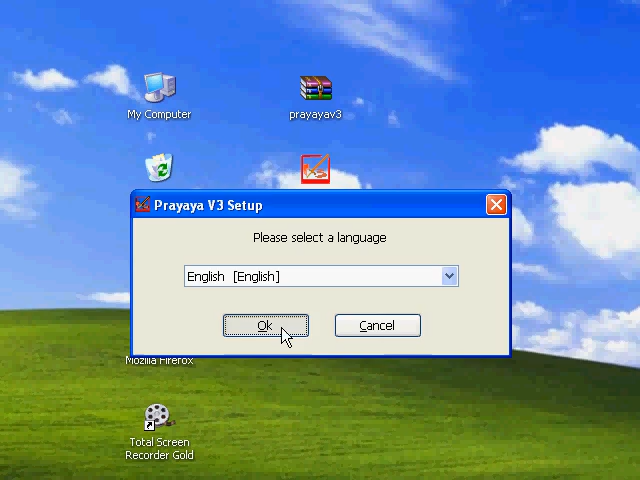 My Computer
prayayav3
Prayaya V3 Setup
Please select a language
English [English]
Ok
Cancel
Mozilla Firefox
Total Screen
Recorder Gold